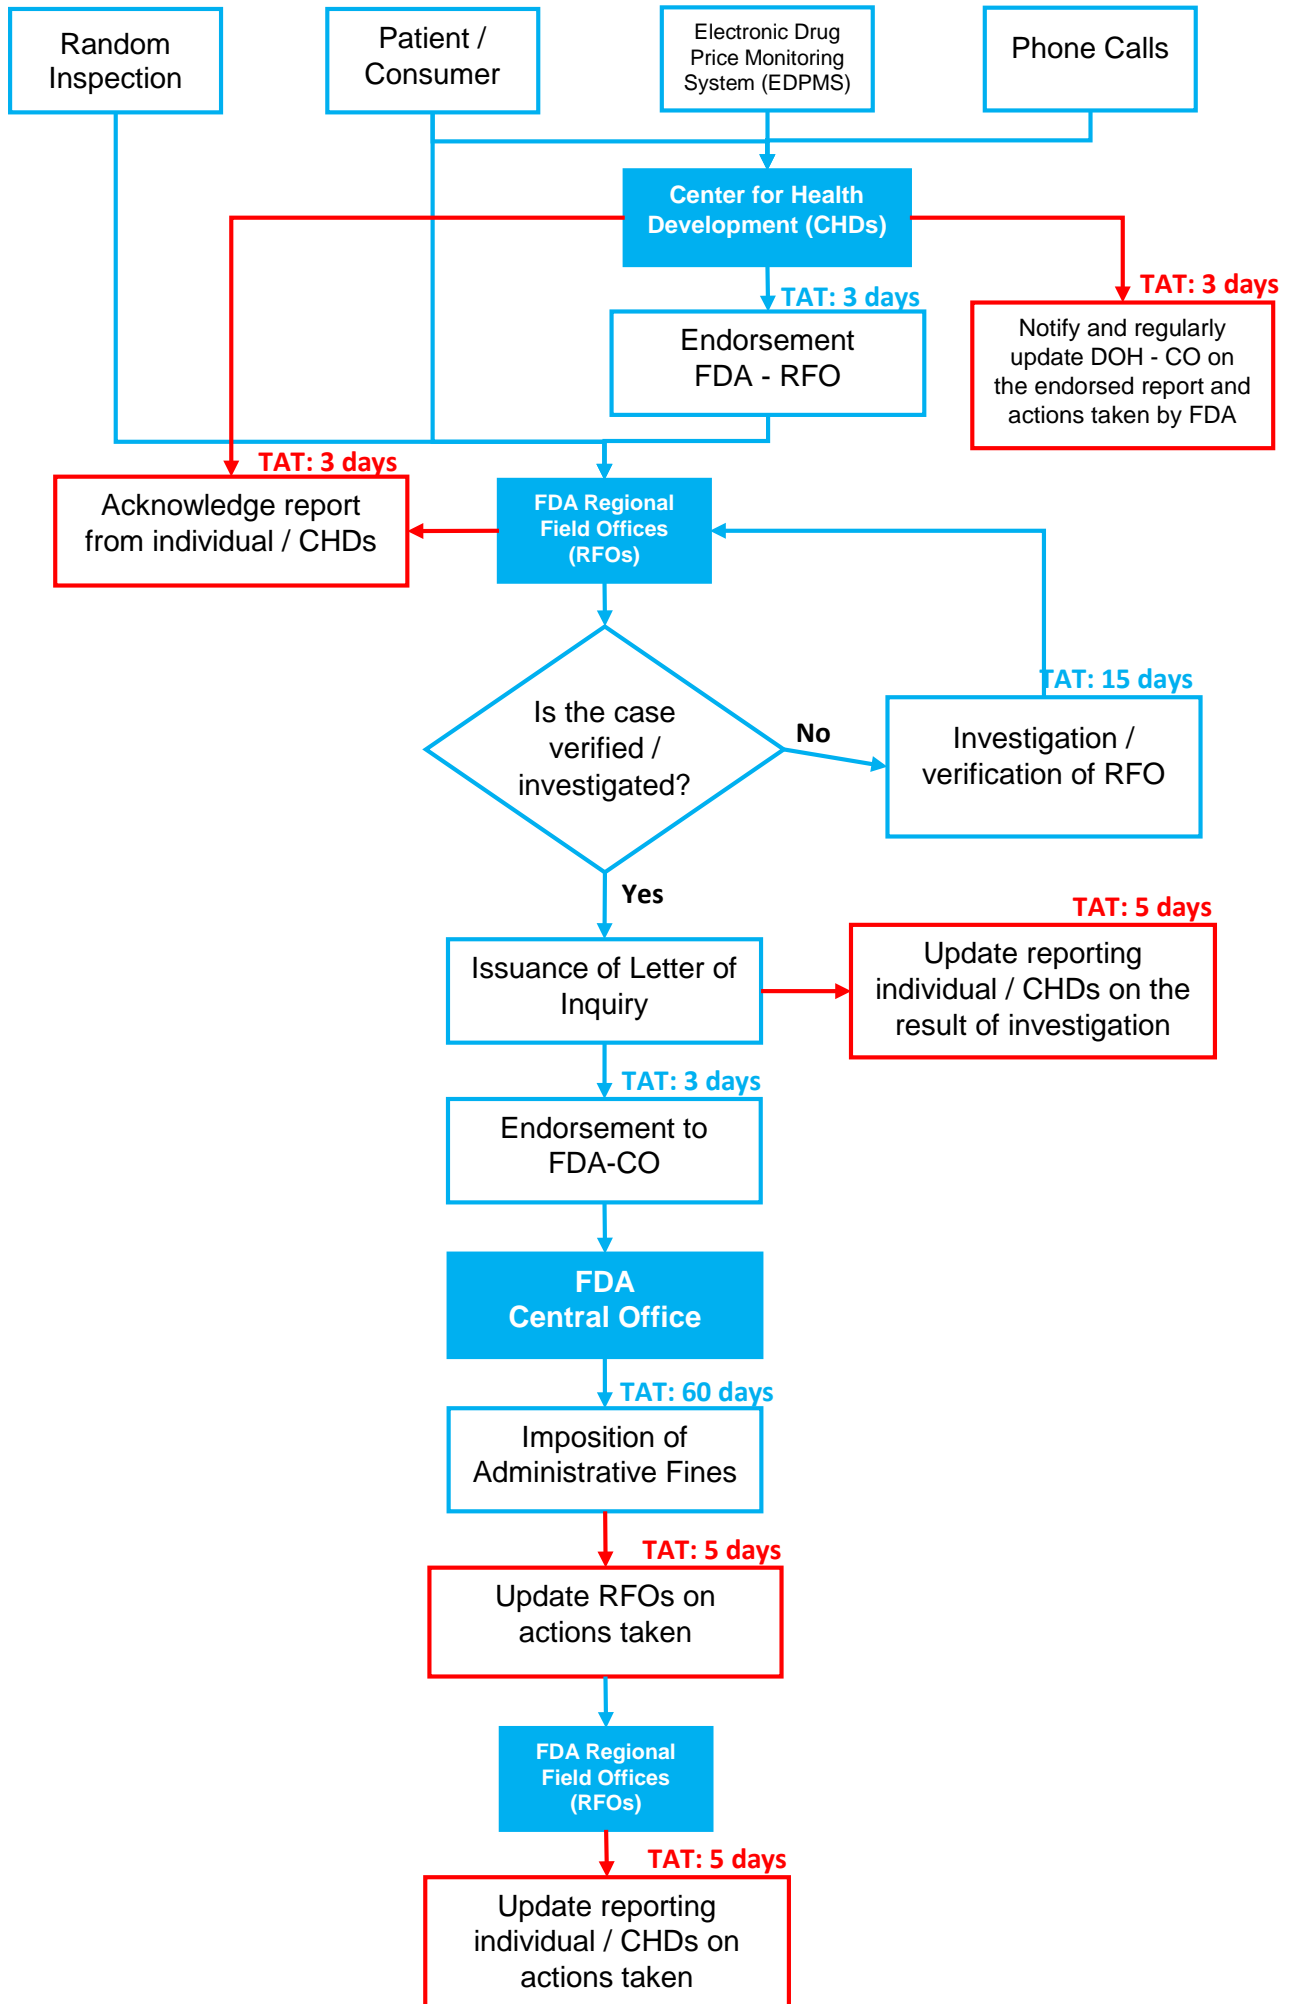 Random
Inspection
Patient /
Consumer
Electronic Drug
Price Monitoring
System (EDPMS)
Phone Calls
Center for Health
Development (CHDs)
TAT: 3 days
TAT: 3 days
Endorsement
FDA - RFO
Notify and regularly
update DOH - CO on
the endorsed report and
actions taken by FDA
TAT: 3 days
Acknowledge report
from individual / CHDs
FDA Regional
Field Offices
(RFOs)
Is the case
verified /
investigated?
No
TAT: 15 days
Investigation /
verification of RFO
Yes
TAT: 5 days
Issuance of Letter of
Inquiry
Update reporting
individual / CHDs on the
result of investigation
TAT: 3 days
Endorsement to
FDA-CO
FDA
Central Office
TAT: 60 days
Imposition of
Administrative Fines
TAT: 5 days
Update RFOs on
actions taken
FDA Regional
Field Offices
(RFOs)
TAT: 5 days
Update reporting
individual / CHDs on
actions taken